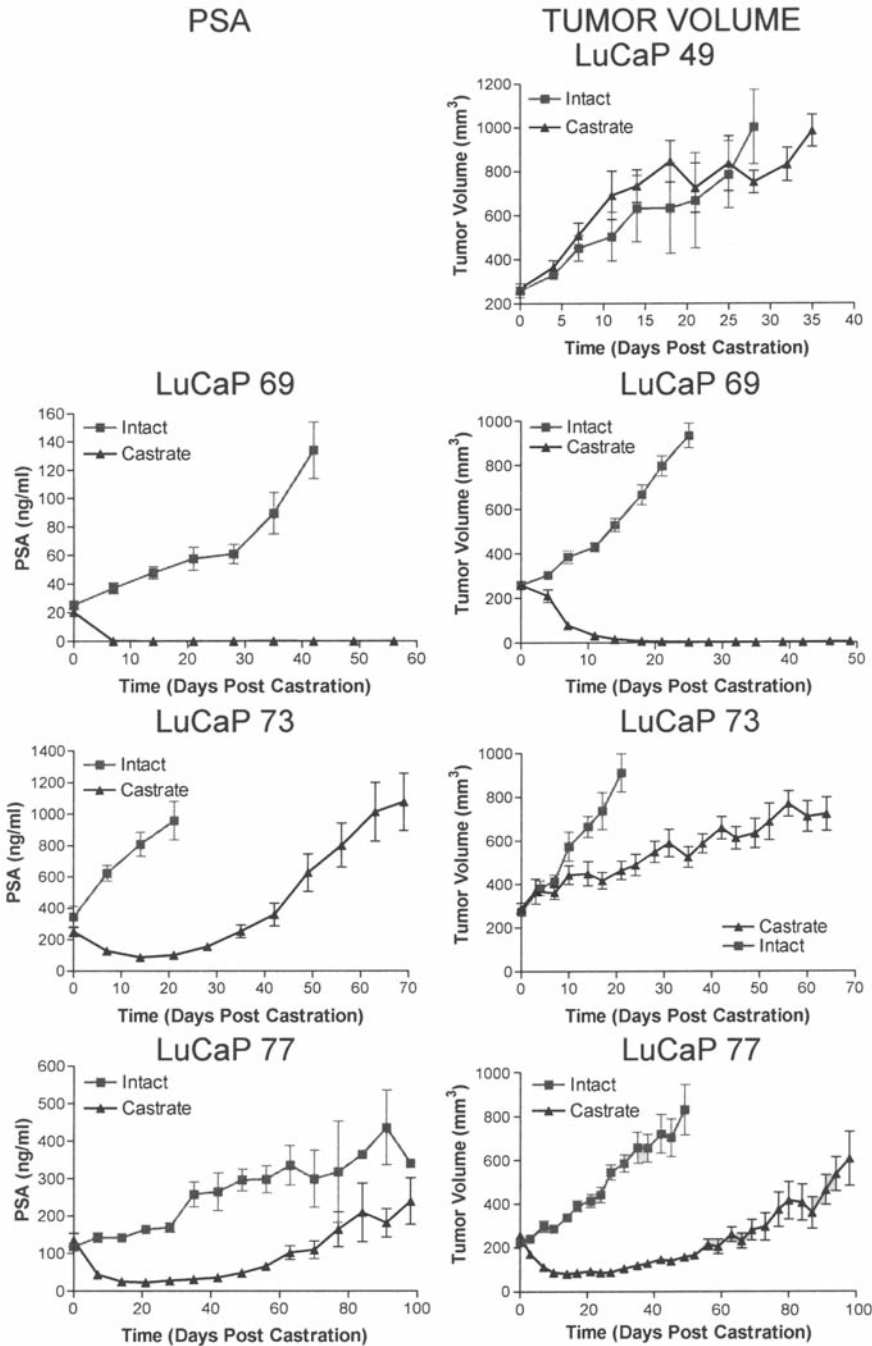 PSA
TUMOR VOLUME
LuCaP 49
Tumor Volume (mm³)
1200
1000
800
600
400
200
Intact
Castrate
0 5 10 15 20 25 30 35 40
Time (Days Post Castration)
LuCaP 69
PSA (ng/ml)
160
140
120
100
80
60
40
20
0
Intact
Castrate
0 10 20 30 40 50 60
Time (Days Post Castration)
LuCaP 69
Tumor Volume (mm³)
1000
800
600
400
200
0
Intact
Castrate
0 10 20 30 40 50
Time (Days Post Castration)
LuCaP 73
PSA (ng/ml)
1400
1200
1000
800
600
400
200
0
Intact
Castrate
0 10 20 30 40 50 60 70
Time (Days Post Castration)
LuCaP 73
Tumor Volume (mm³)
1000
800
600
400
200
0
Castrate
Intact
0 10 20 30 40 50 60 70
Time (Days Post Castration)
LuCaP 77
PSA (ng/ml)
600
500
400
300
200
100
0
Intact
Castrate
0 20 40 60 80 100
Time (Days Post Castration)
LuCaP 77
Tumor Volume (mm³)
1000
800
600
400
200
0
Intact
Castrate
0 20 40 60 80 100
Time (Days Post Castration)